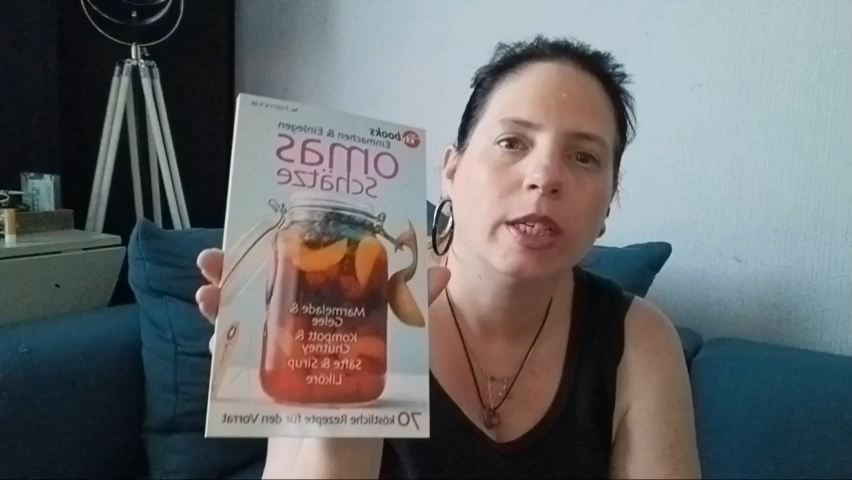 books
Einmachen & Einlegen
omas
schätze
Marmelade &
Gelee
Kompott &
Chutney
Säfte & Sirup
Liköre
70 köstliche Rezepte für den Vorrat